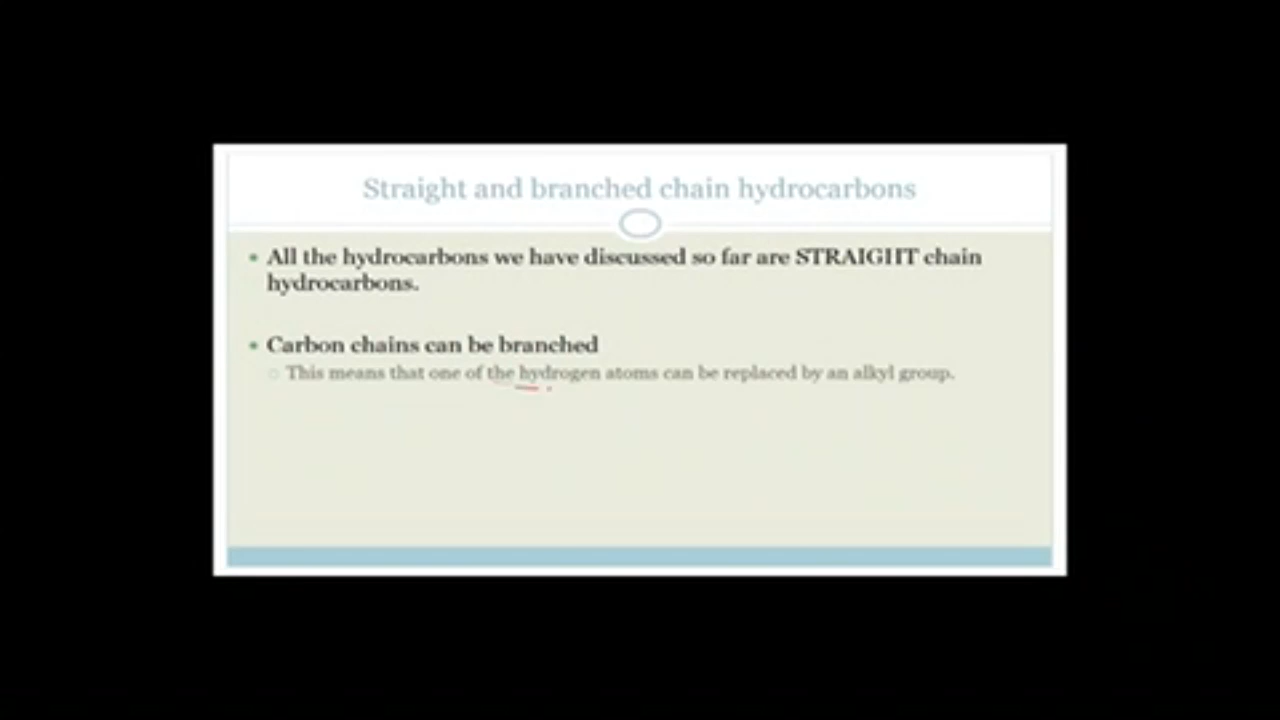 Straight and branched chain hydrocarbons
All the hydrocarbons we have discussed so far are STRAIGHT chain
hydrocarbons.
Carbon chains can be branched
This means that one of the hydrogen atoms can be replaced by an alkyl group.